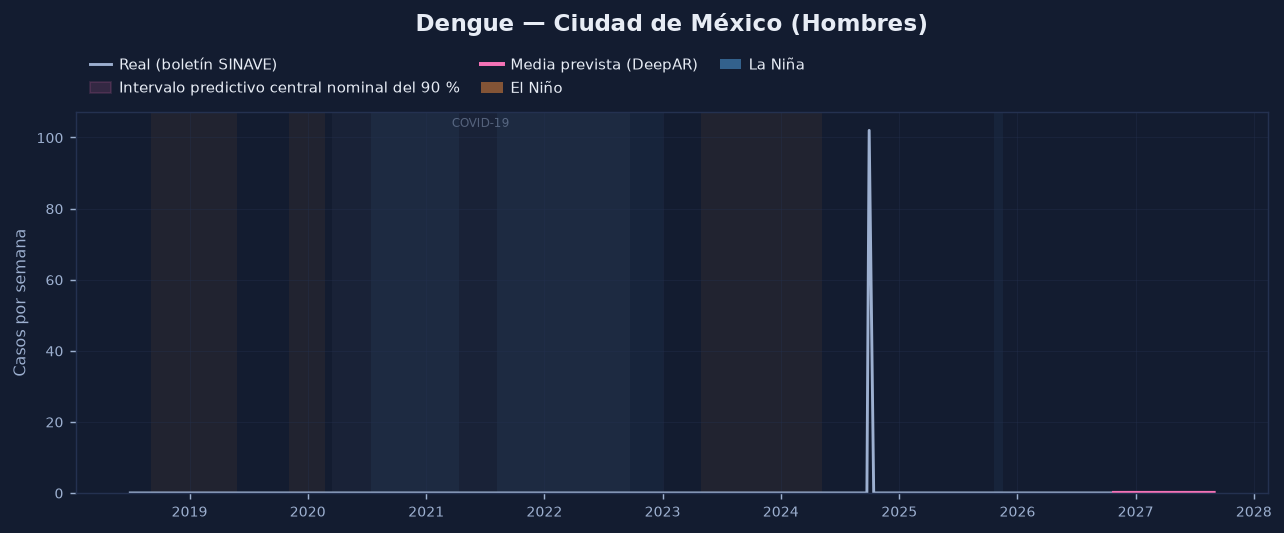 Dengue — Ciudad de México (Hombres)
Real (boletín SINAVE)
Intervalo predictivo central nominal del 90 %
Media prevista (DeepAR)
El Niño
La Niña
COVID-19
Casos por semana
100
80
60
40
20
0
2019 2020 2021 2022 2023 2024 2025 2026 2027 2028